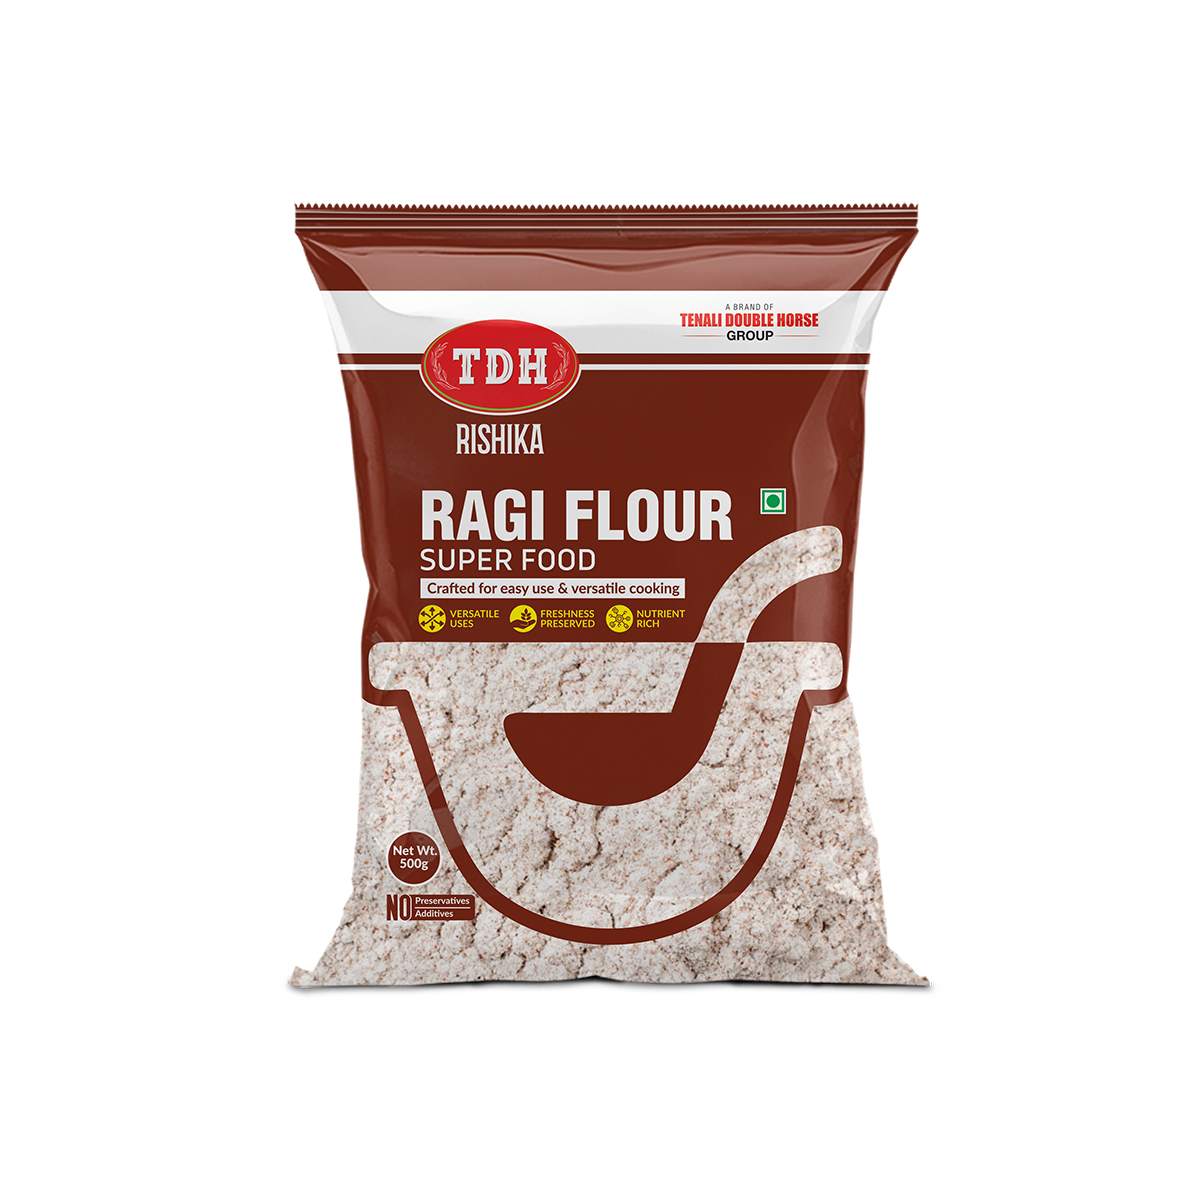 A BRAND OF
TENALI DOUBLE HORSE
GROUP
TDH
RISHIKA
RAGI FLOUR
SUPER FOOD
Crafted for easy use & versatile cooking
VERSATILE
USES
FRESHNESS
PRESERVED
NUTRIENT
RICH
Net Wt.
500g
NO Preservatives
Additives